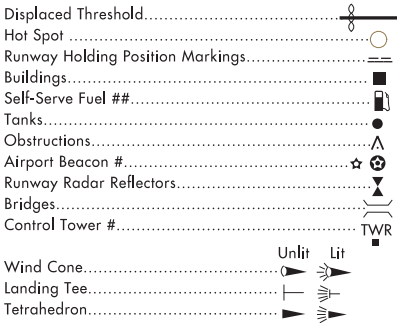 Displaced Threshold
Hot Spot
Runway Holding Position Markings
Buildings
Self-Serve Fuel ##
Tanks
Obstructions
Airport Beacon #
Runway Radar Reflectors
Bridges
Control Tower # TWR
Unlit Lit
Wind Cone
Landing Tee
Tetrahedron